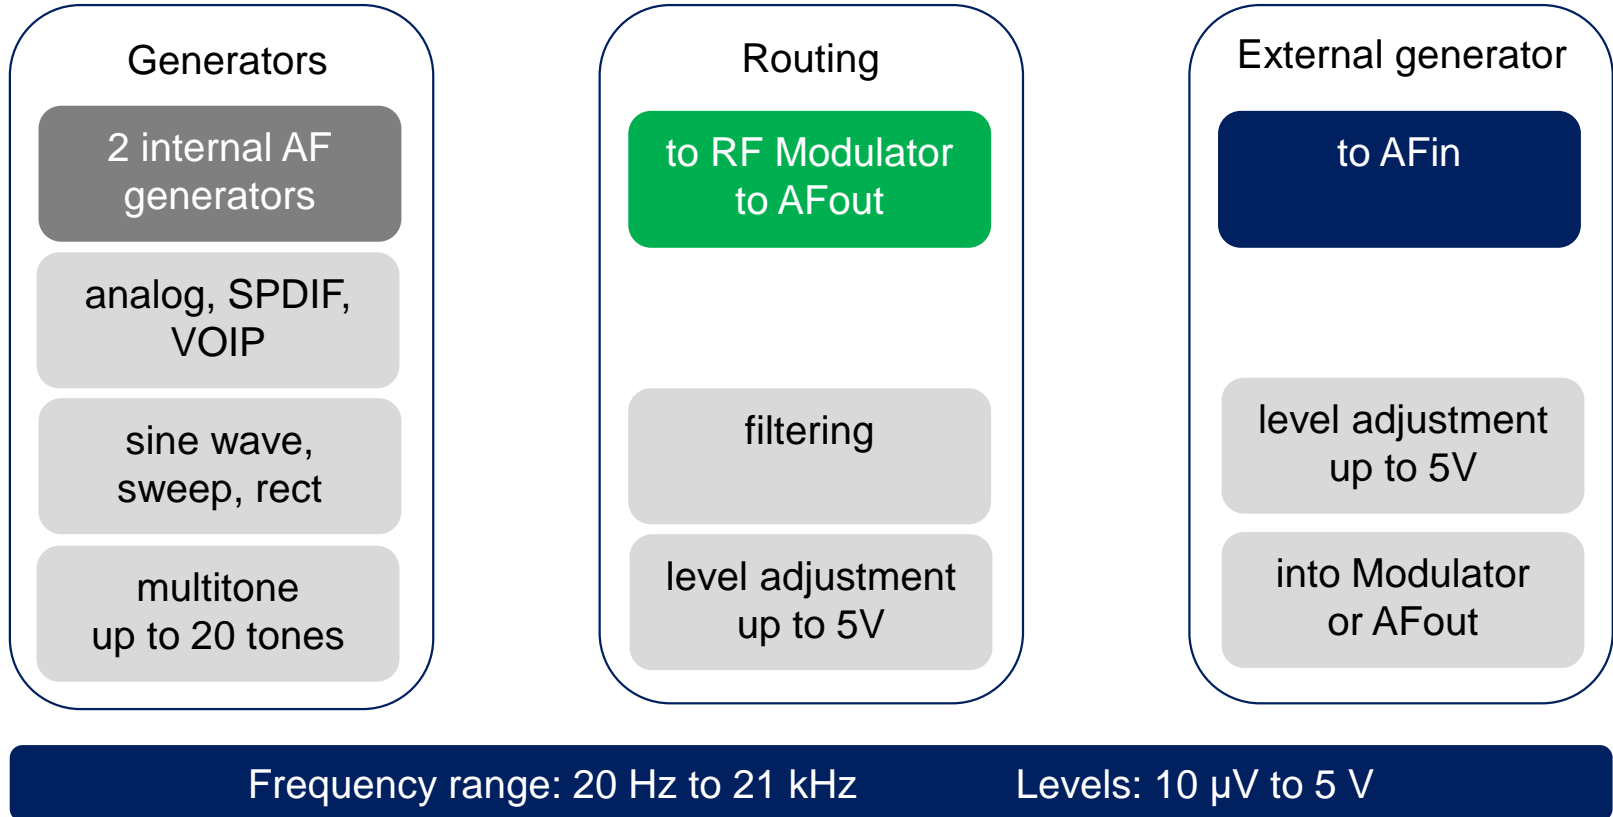 Generators
2 internal AF
generators
analog, SPDIF,
VOIP
sine wave,
sweep, rect
multitone
up to 20 tones
Routing
to RF Modulator
to AFout
filtering
level adjustment
up to 5V
External generator
to AFin
level adjustment
up to 5V
into Modulator
or AFout
Frequency range: 20 Hz to 21 kHz Levels: 10 µV to 5 V